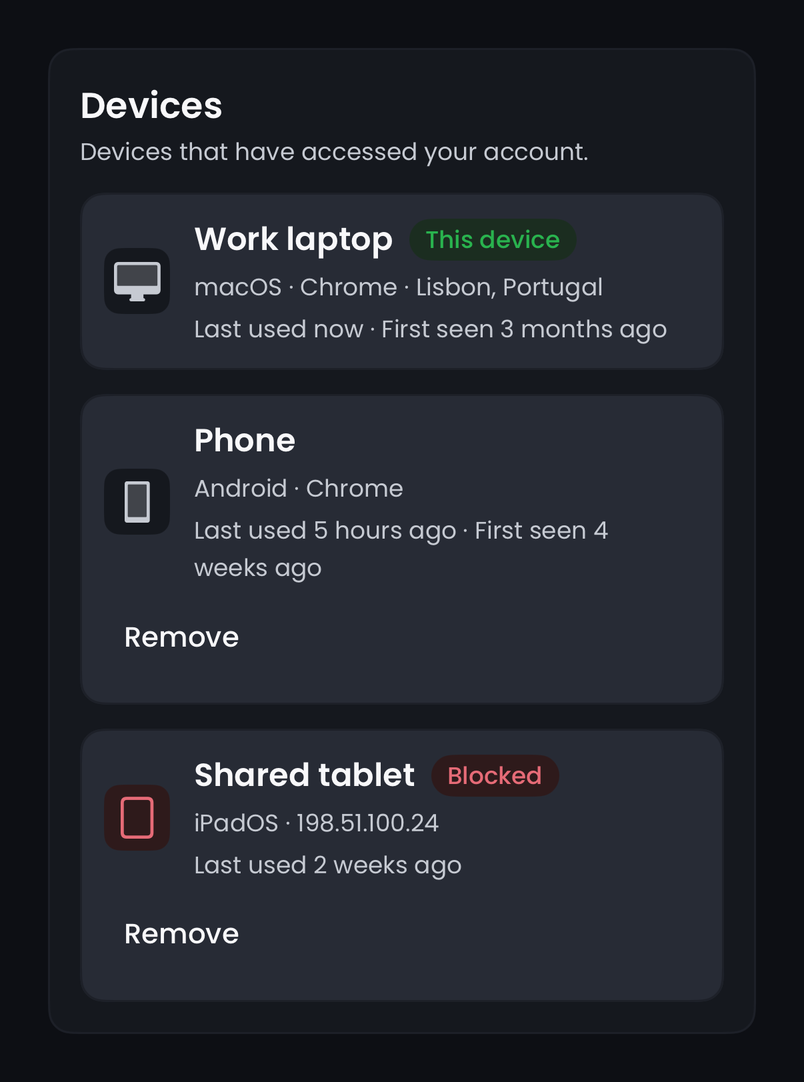 Devices
Devices that have accessed your account.
Work laptop This device
macOS · Chrome · Lisbon, Portugal
Last used now · First seen 3 months ago
Phone
Android · Chrome
Last used 5 hours ago · First seen 4
weeks ago
Remove
Shared tablet Blocked
iPadOS · 198.51.100.24
Last used 2 weeks ago
Remove